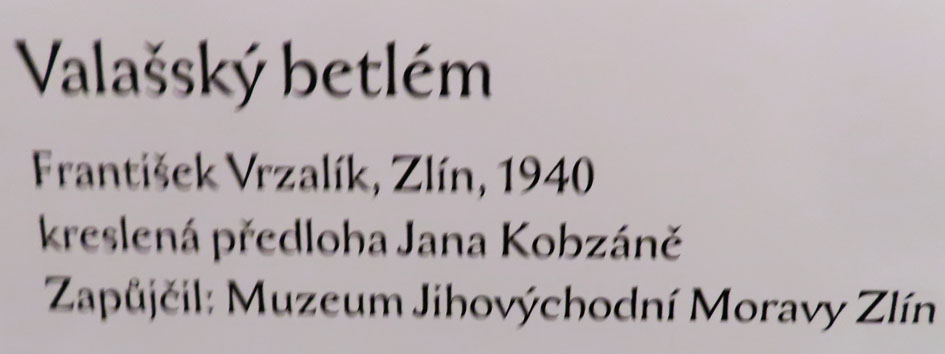 Valašský betlém
František Vrzalík, Zlín, 1940
kreslená předloha Jana Kobzáně
Zapůjčil: Muzeum Jihovýchodní Moravy Zlín